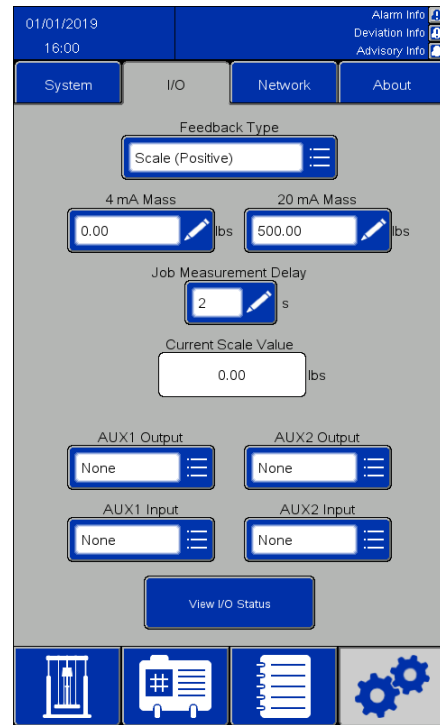 01/01/2019
16:00
Alarm Info
Deviation Info
Advisory Info
System
I/O
Network
About
Feedback Type
Scale (Positive)
4 mA Mass
20 mA Mass
0.00
lbs
500.00
lbs
Job Measurement Delay
2
s
Current Scale Value
0.00
lbs
AUX1 Output
AUX2 Output
None
None
AUX1 Input
AUX2 Input
None
None
View I/O Status
#